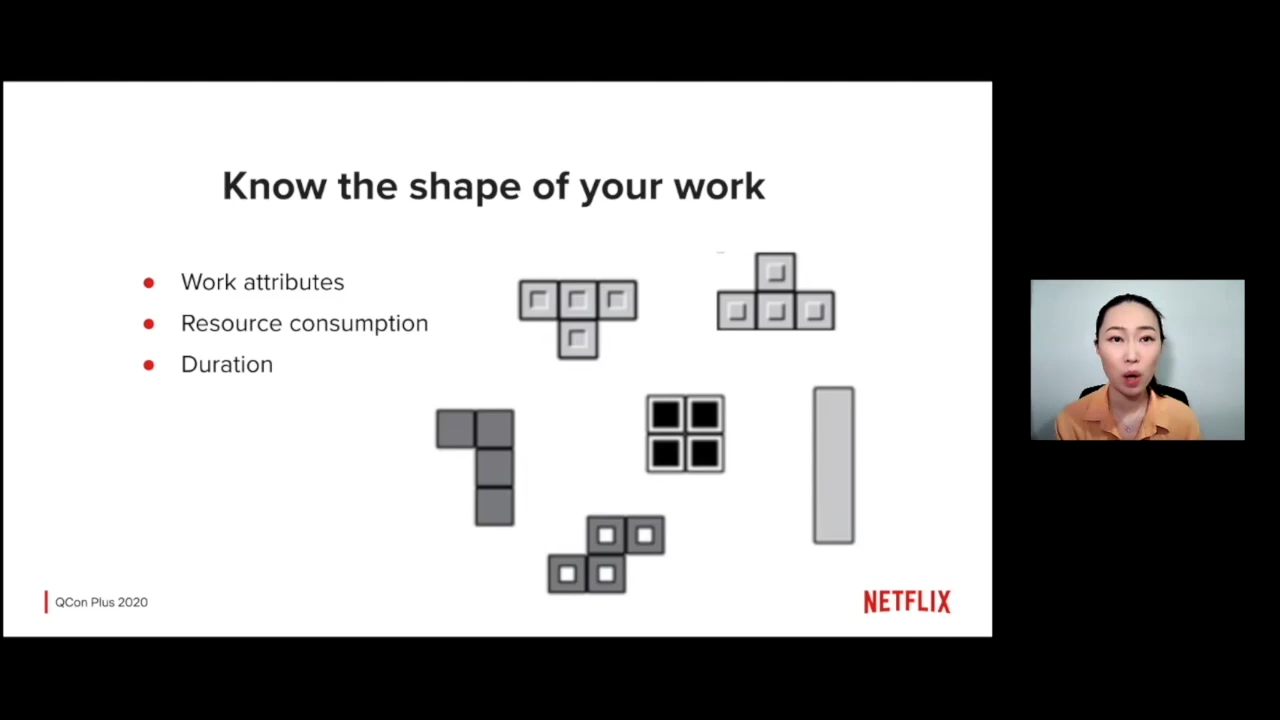 Know the shape of your work
Work attributes
Resource consumption
Duration
QCon Plus 2020
NETFLIX